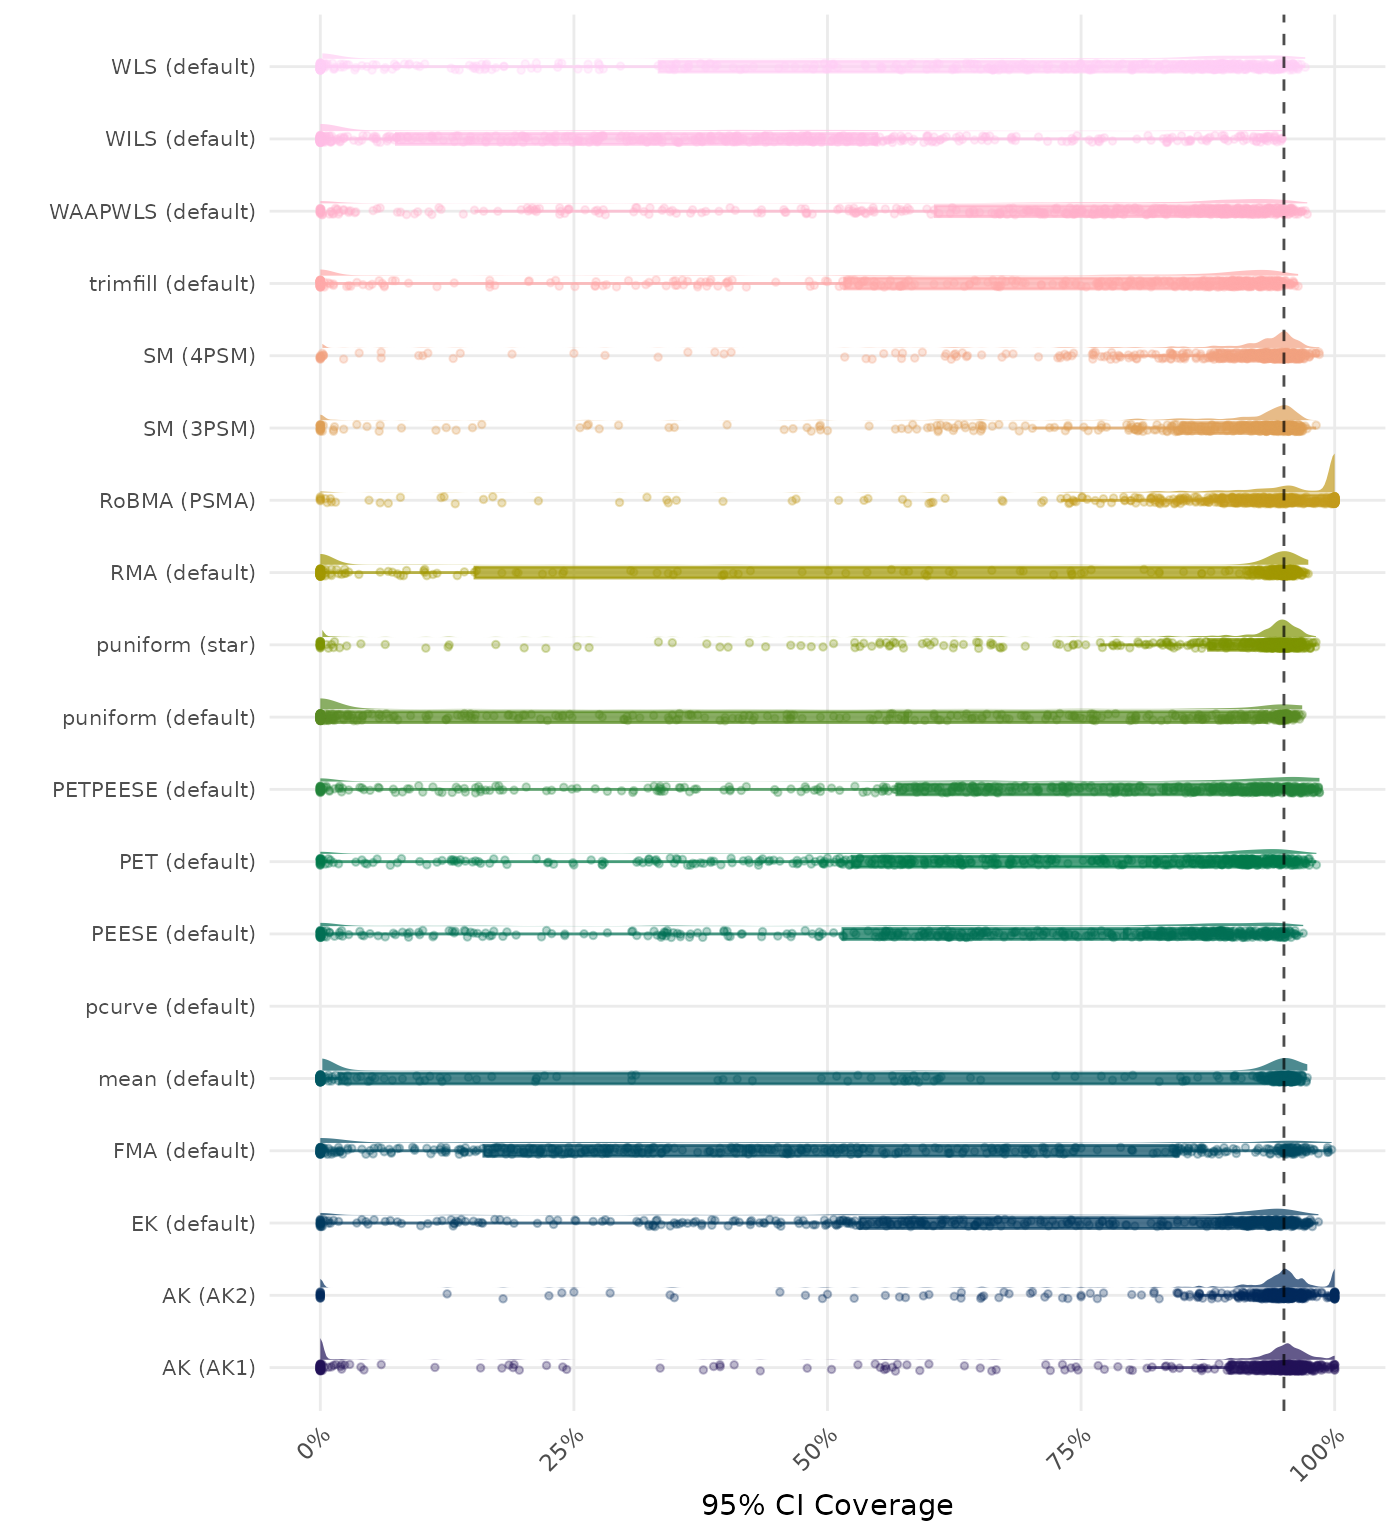 WLS (default)
WILS (default)
WAAPWLS (default)
trimfill (default)
SM (4PSM)
SM (3PSM)
RoBMA (PSMA)
RMA (default)
puniform (star)
puniform (default)
PETPEESE (default)
PET (default)
PEESE (default)
pcurve (default)
mean (default)
FMA (default)
EK (default)
AK (AK2)
AK (AK1)
0% 25% 50% 75% 100%
95% CI Coverage